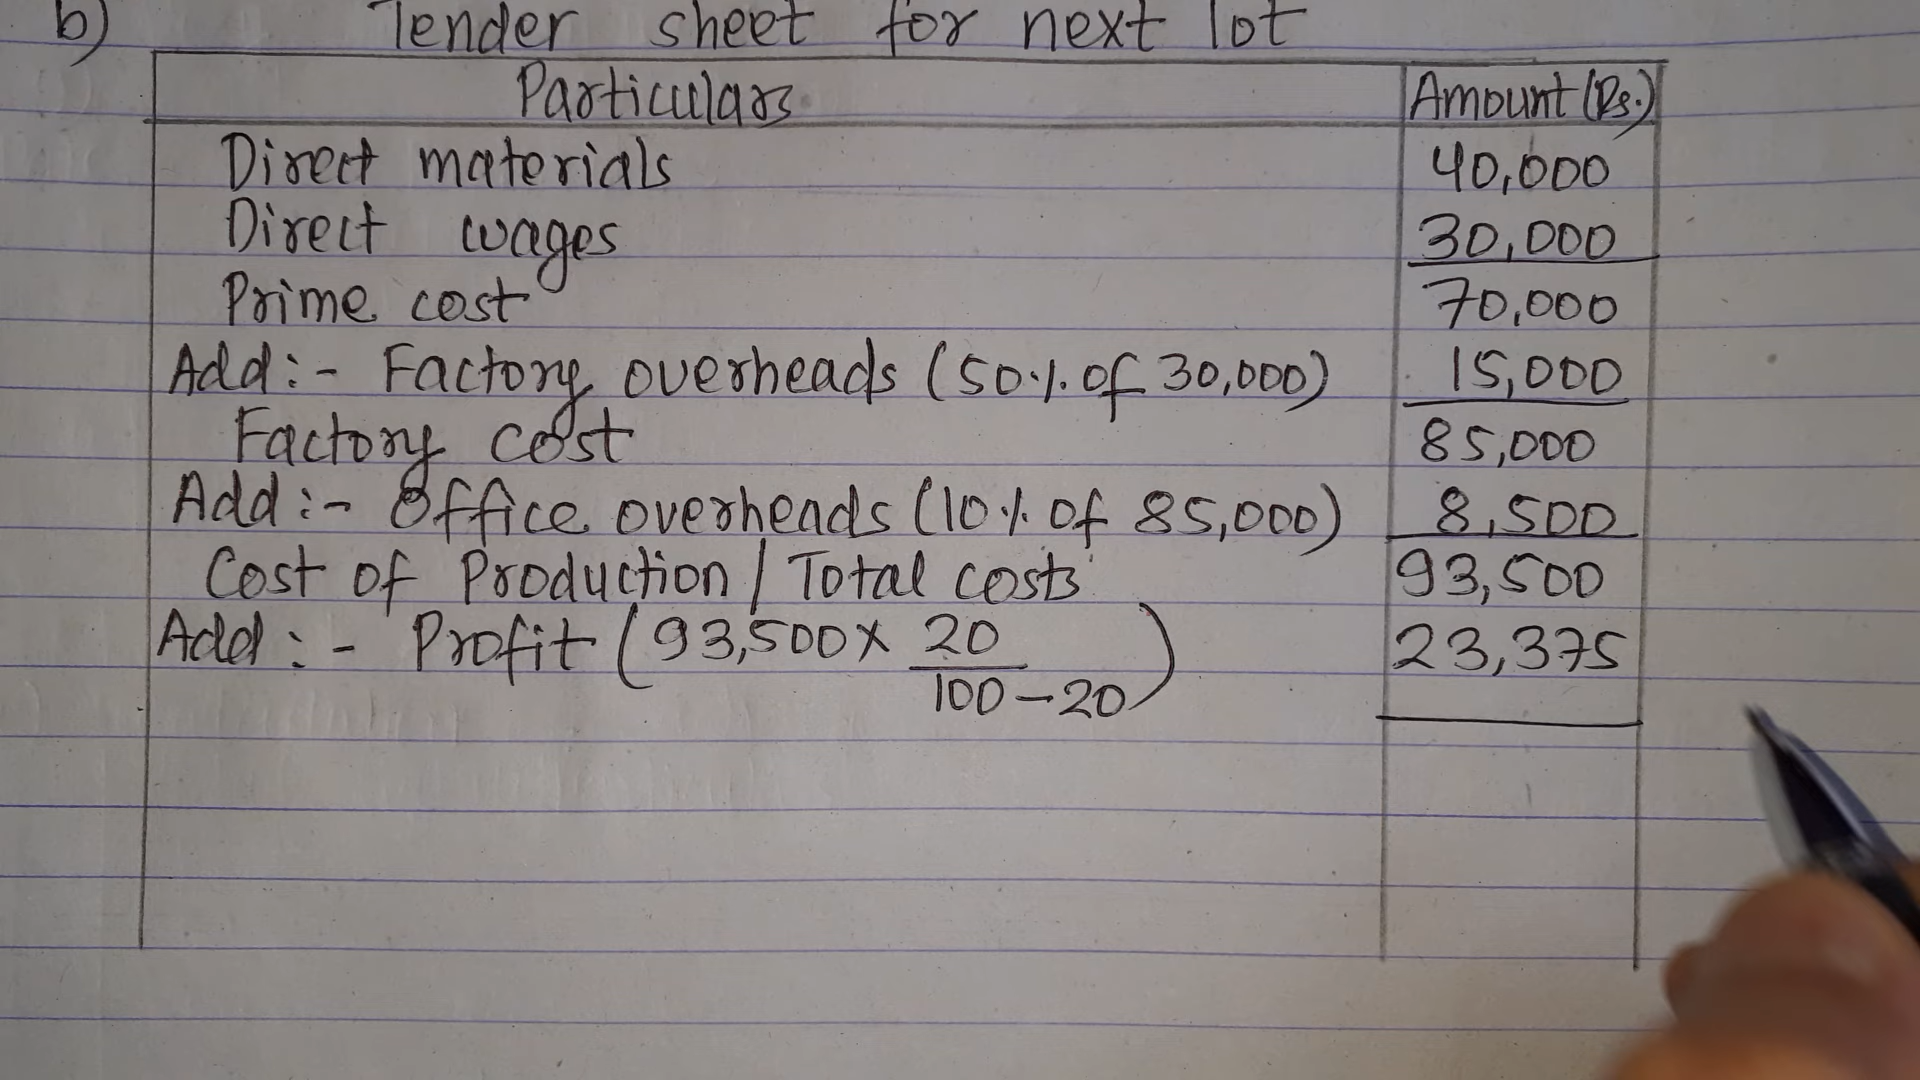 b) Tender sheet for next lot
Particulars Amount (Rs.)
Direct materials 40,000
Direct wages 30,000
Prime cost 70,000
Add :- Factory overheads (50% of 30,000) 15,000
Factory cost 85,000
Add :- Office overheads (10% of 85,000) 8,500
Cost of Production / Total costs 93,500
Add :- Profit (93,500 × 20 23,375
100 - 20)